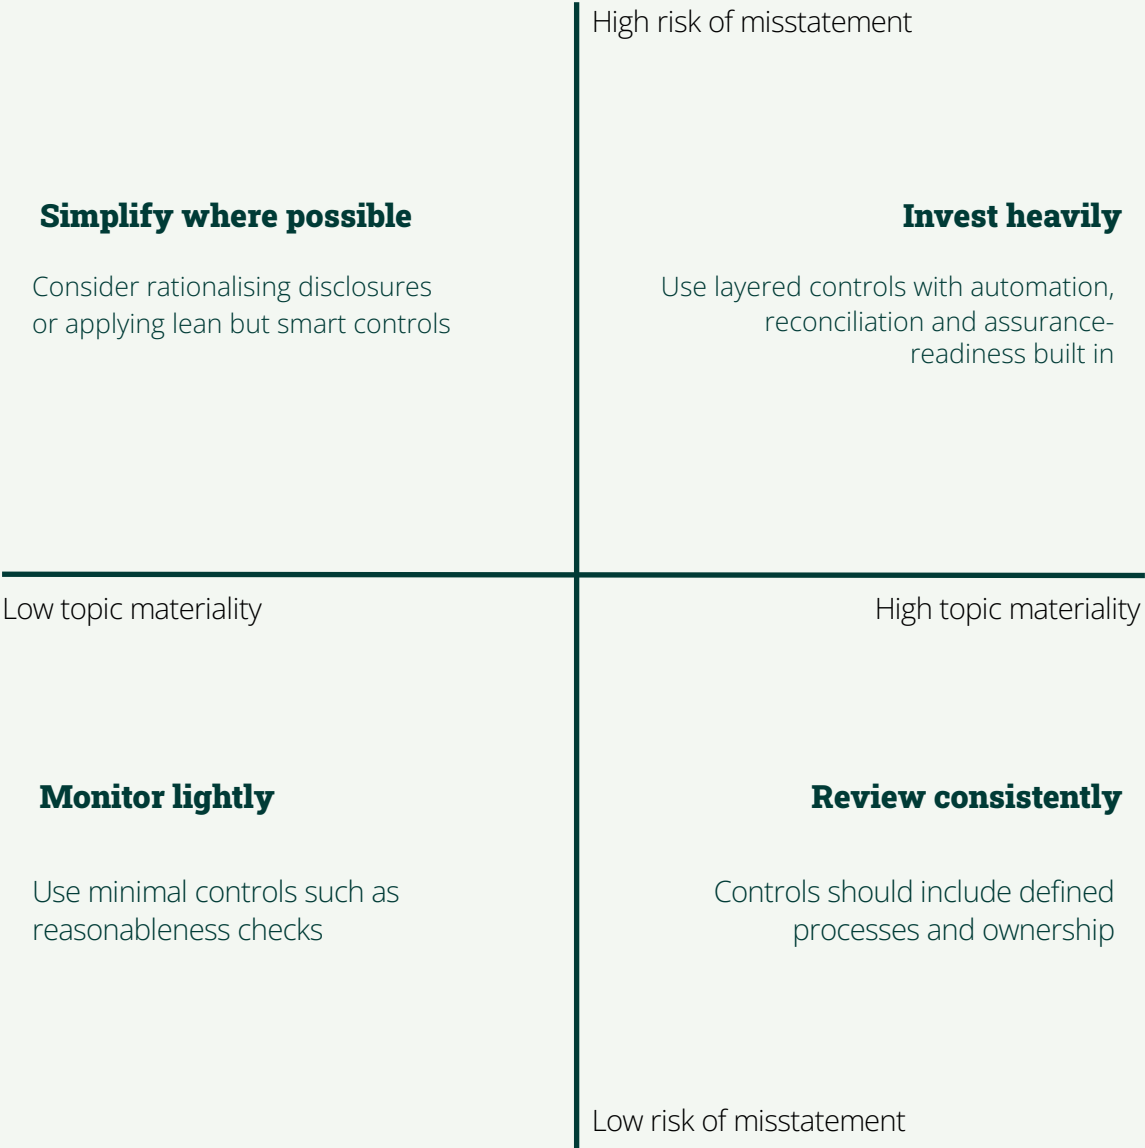 High risk of misstatement
Simplify where possible
Consider rationalising disclosures
or applying lean but smart controls
Invest heavily
Use layered controls with automation,
reconciliation and assurance-
readiness built in
Low topic materiality
High topic materiality
Monitor lightly
Use minimal controls such as
reasonableness checks
Review consistently
Controls should include defined
processes and ownership
Low risk of misstatement